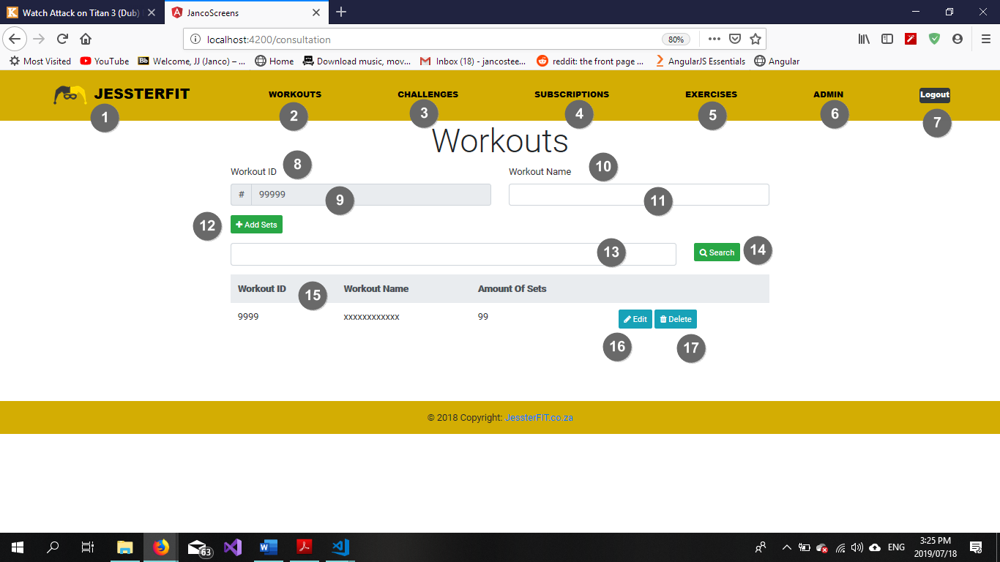 Watch Attack on Titan 3 (Dub)
JancoScreens
localhost:4200/consultation
80%
Most Visited
YouTube
Bb Welcome, JJ (Janco) – ...
Home
Download music, mov...
Inbox (18) - jancostee...
reddit: the front page ...
AngularJS Essentials
Angular
JESSTERFIT
WORKOUTS
CHALLENGES
SUBSCRIPTIONS
EXERCISES
ADMIN
Logout
1
2
3
4
5
6
7
Workouts
Workout ID
8
Workout Name
10
# 99999
9
11
12
Add Sets
13
Search
14
Workout ID
15
Workout Name
Amount Of Sets
9999
xxxxxxxxxxxx
99
Edit
Delete
16
17
© 2018 Copyright: JessterFIT.co.za
63
ENG
3:25 PM
2019/07/18